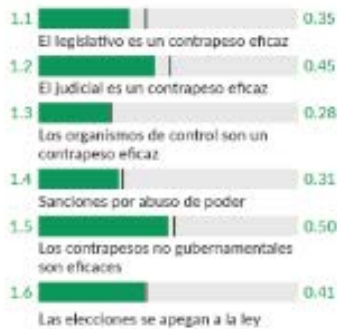 1.1 0.35
El legislativo es un contrapeso eficaz
1.2 0.45
El judicial es un contrapeso eficaz
1.3 0.28
Los organismos de control son un
contrapeso eficaz
1.4 0.31
Sanciones por abuso de poder
1.5 0.50
Los contrapesos no gubernamentales
son eficaces
1.6 0.41
Las elecciones se apegan a la ley